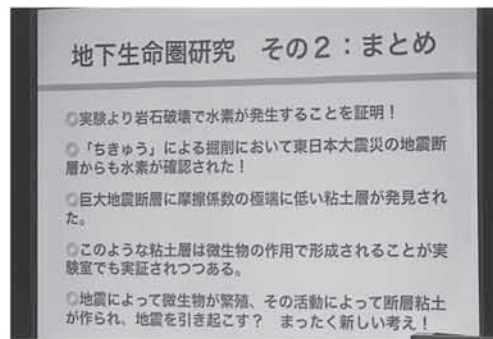 地下生命圏研究　その２：まとめ
◎実験より岩石破壊で水素が発生することを証明！
◎「ちきゅう」による掘削において東日本大震災の地震断
層からも水素が確認された！
◎巨大地震断層に摩擦係数の極端に低い粘土層が発見され
た。
◎このような粘土層は微生物の作用で形成されることが実
験室でも実証されつつある。
◎地震によって微生物が繁殖、その活動によって断層粘土
が作られ、地震を引き起こす？　まったく新しい考え！